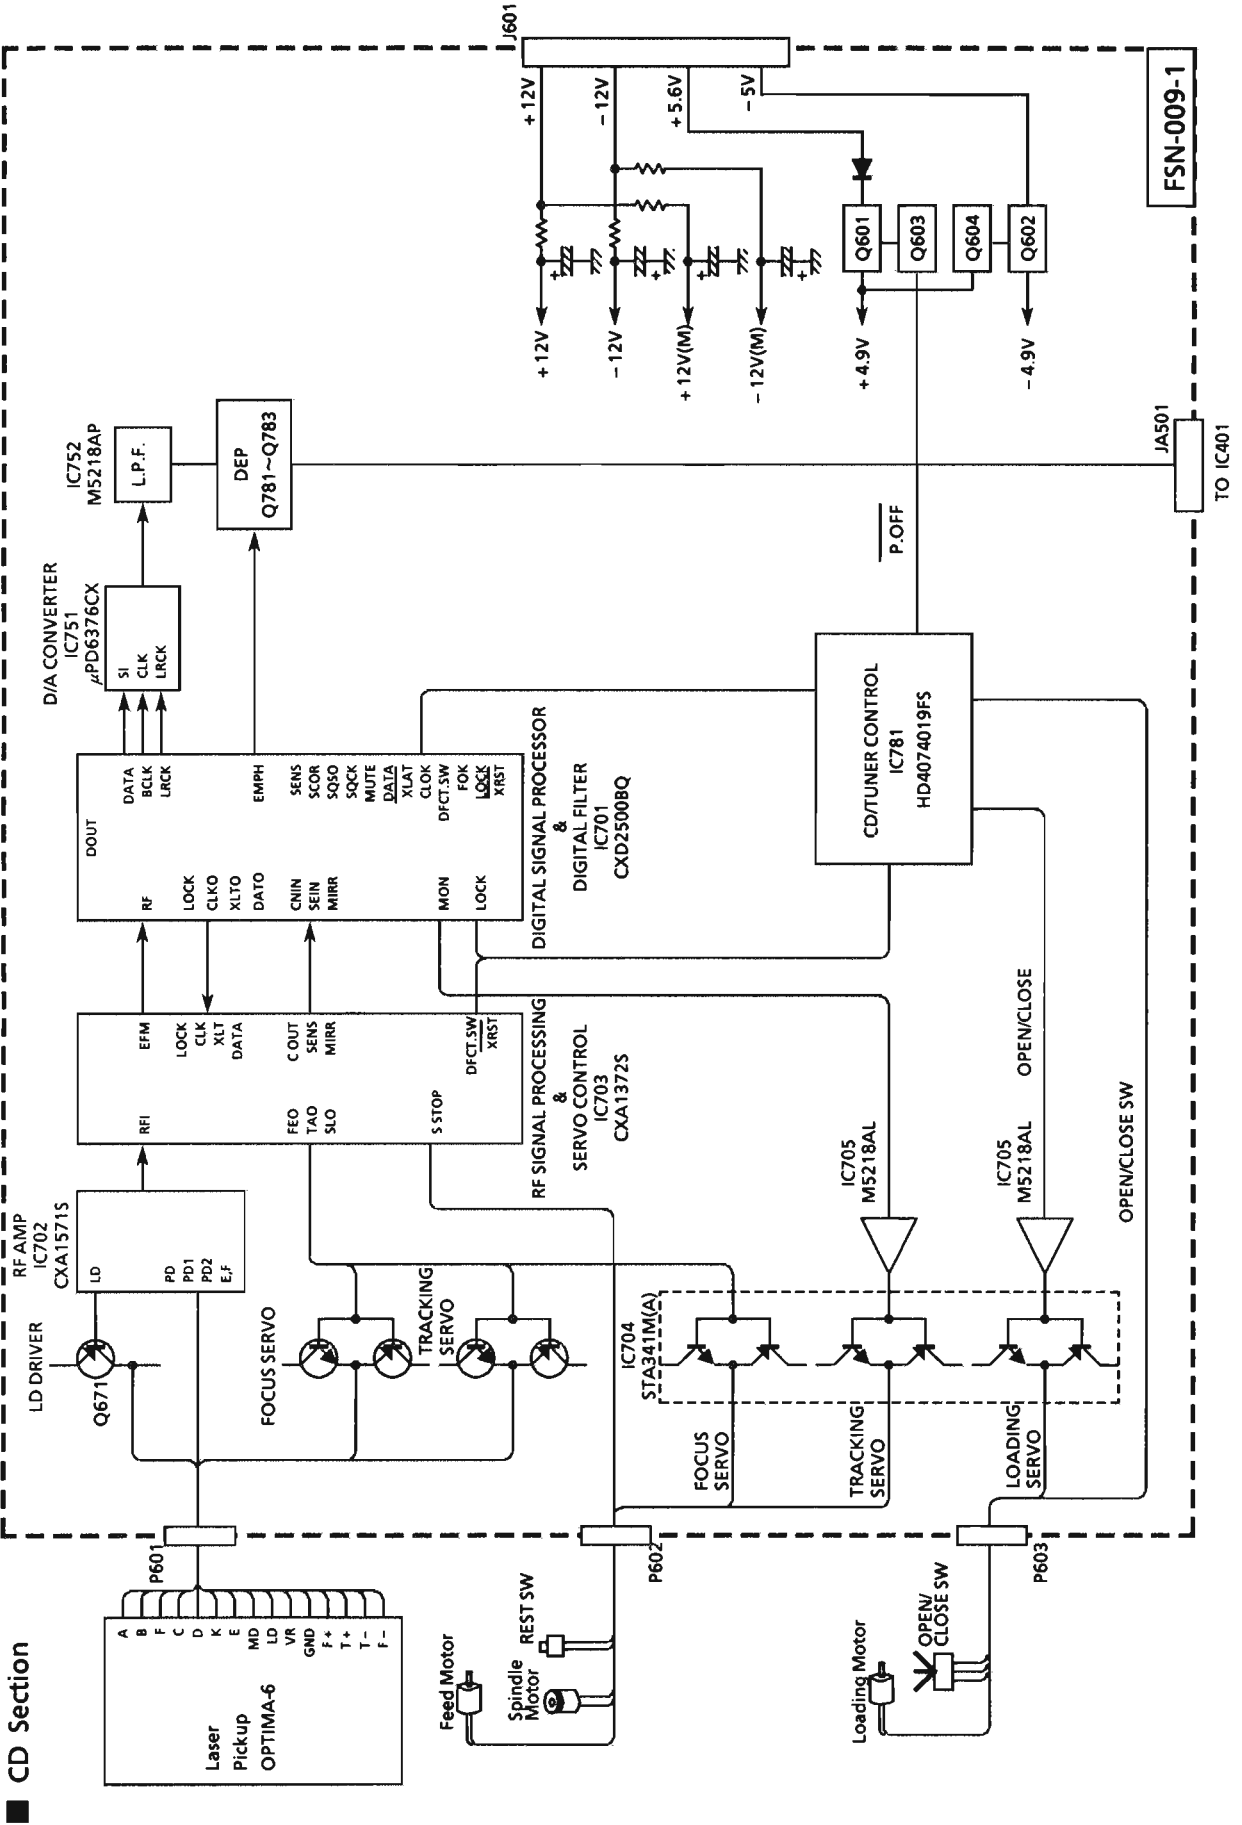 ■ CD Section
Laser
Pickup
OPTIMA-6
A
B
F
C
D
K
E
MD
LD
VR
GND
F +
T +
T −
F −
P601
LD DRIVER
Q671
RF AMP
IC702
CXA1571S
LD
PD
PD1
PD2
E,F
FOCUS SERVO
TRACKING
SERVO
RFI
FEO
TAO
SLO
S STOP
EFM
LOCK
CLK
XLT
DATA
C OUT
SENS
MIRR
DFCT.SW
XRST
RF SIGNAL PROCESSING
&
SERVO CONTROL
IC703
CXA1372S
RF
LOCK
CLKO
XLTO
DATO
CNIN
SEIN
MIRR
MON
LOCK
DOUT
DATA
BCLK
LRCK
EMPH
SENS
SCOR
SQSO
SQCK
MUTE
DATA
XLAT
CLOK
DFCT.SW
FOK
LOCK
XRST
DIGITAL SIGNAL PROCESSOR
&
DIGITAL FILTER
IC701
CXD2500BQ
D/A CONVERTER
IC751
μPD6376CX
SI
CLK
LRCK
IC752
M5218AP
L.P.F.
DEP
Q781~Q783
Feed Motor
Spindle
Motor
REST SW
P602
IC704
STA341M(A)
FOCUS
SERVO
TRACKING
SERVO
LOADING
SERVO
IC705
M5218AL
IC705
M5218AL
OPEN/CLOSE
OPEN/CLOSE SW
CD/TUNER CONTROL
IC781
HD4074019FS
P.OFF
Loading Motor
OPEN/
CLOSE SW
P603
J601
+12V
−12V
+5.6V
−5V
+
+
+
+
+12V
−12V
+12V(M)
−12V(M)
+4.9V
−4.9V
Q601
Q603
Q604
Q602
JA501
TO IC401
FSN-009-1